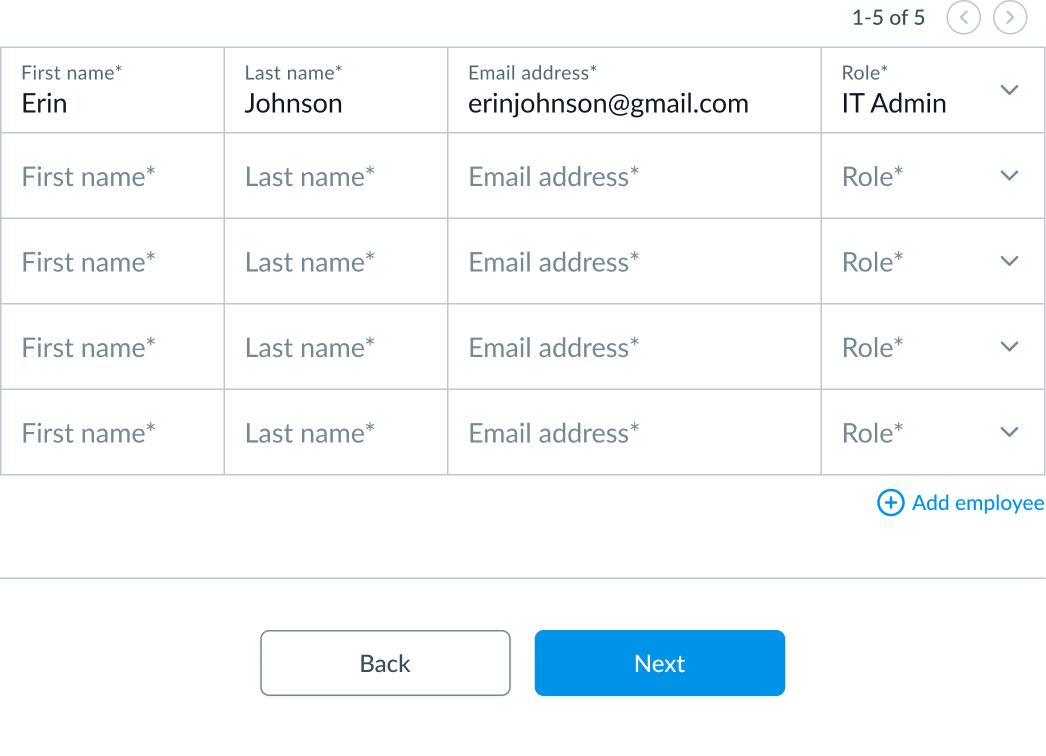 1-5 of 5
First name* Last name* Email address* Role*
Erin Johnson erinjohnson@gmail.com IT Admin
First name* Last name* Email address* Role*
First name* Last name* Email address* Role*
First name* Last name* Email address* Role*
First name* Last name* Email address* Role*
Add employee
Back Next